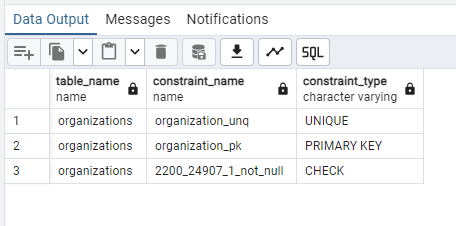 Data Output Messages Notifications
SQL
table_name constraint_name constraint_type
name name character varying
1 organizations organization_unq UNIQUE
2 organizations organization_pk PRIMARY KEY
3 organizations 2200_24907_1_not_null CHECK